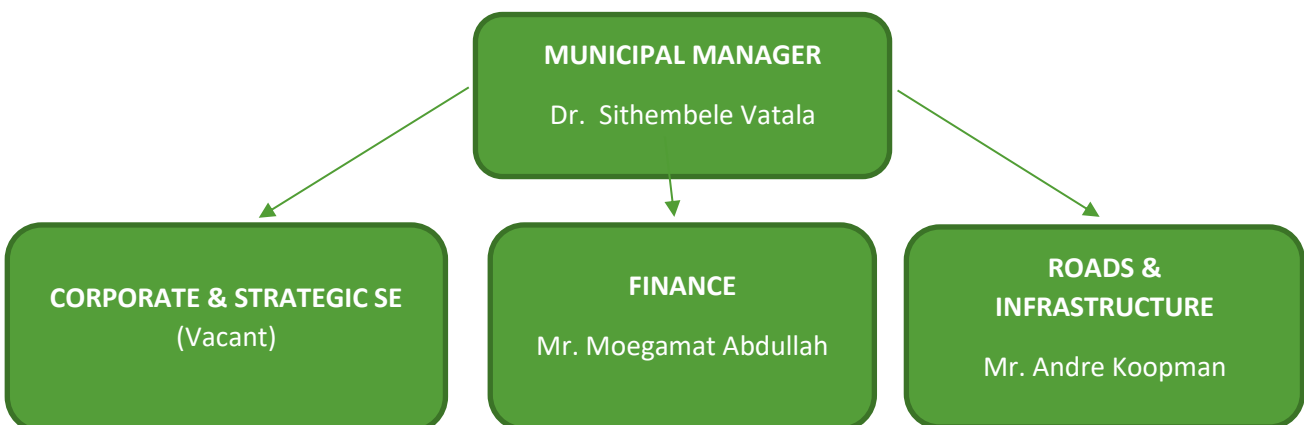 MUNICIPAL MANAGER
Dr. Sithembele Vatala
CORPORATE & STRATEGIC SE
(Vacant)
FINANCE
Mr. Moegamat Abdullah
ROADS &
INFRASTRUCTURE
Mr. Andre Koopman